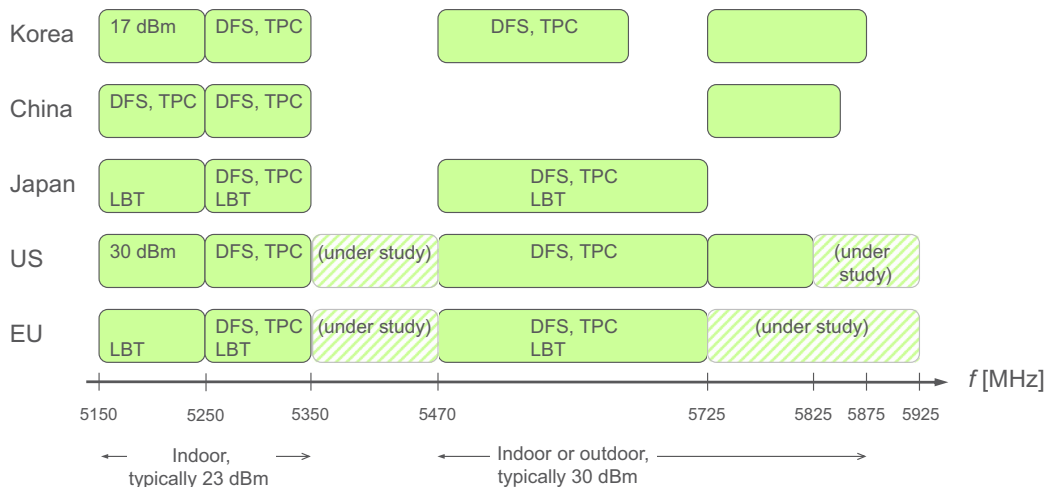 Korea
17 dBm
DFS, TPC
DFS, TPC
China
DFS, TPC
DFS, TPC
Japan
LBT
DFS, TPC
LBT
DFS, TPC
LBT
US
30 dBm
DFS, TPC
(under study)
DFS, TPC
(under
study)
EU
LBT
DFS, TPC
LBT
(under study)
DFS, TPC
LBT
(under study)
f [MHz]
5150
5250
5350
5470
5725
5825
5875
5925
Indoor,
typically 23 dBm
Indoor or outdoor,
typically 30 dBm